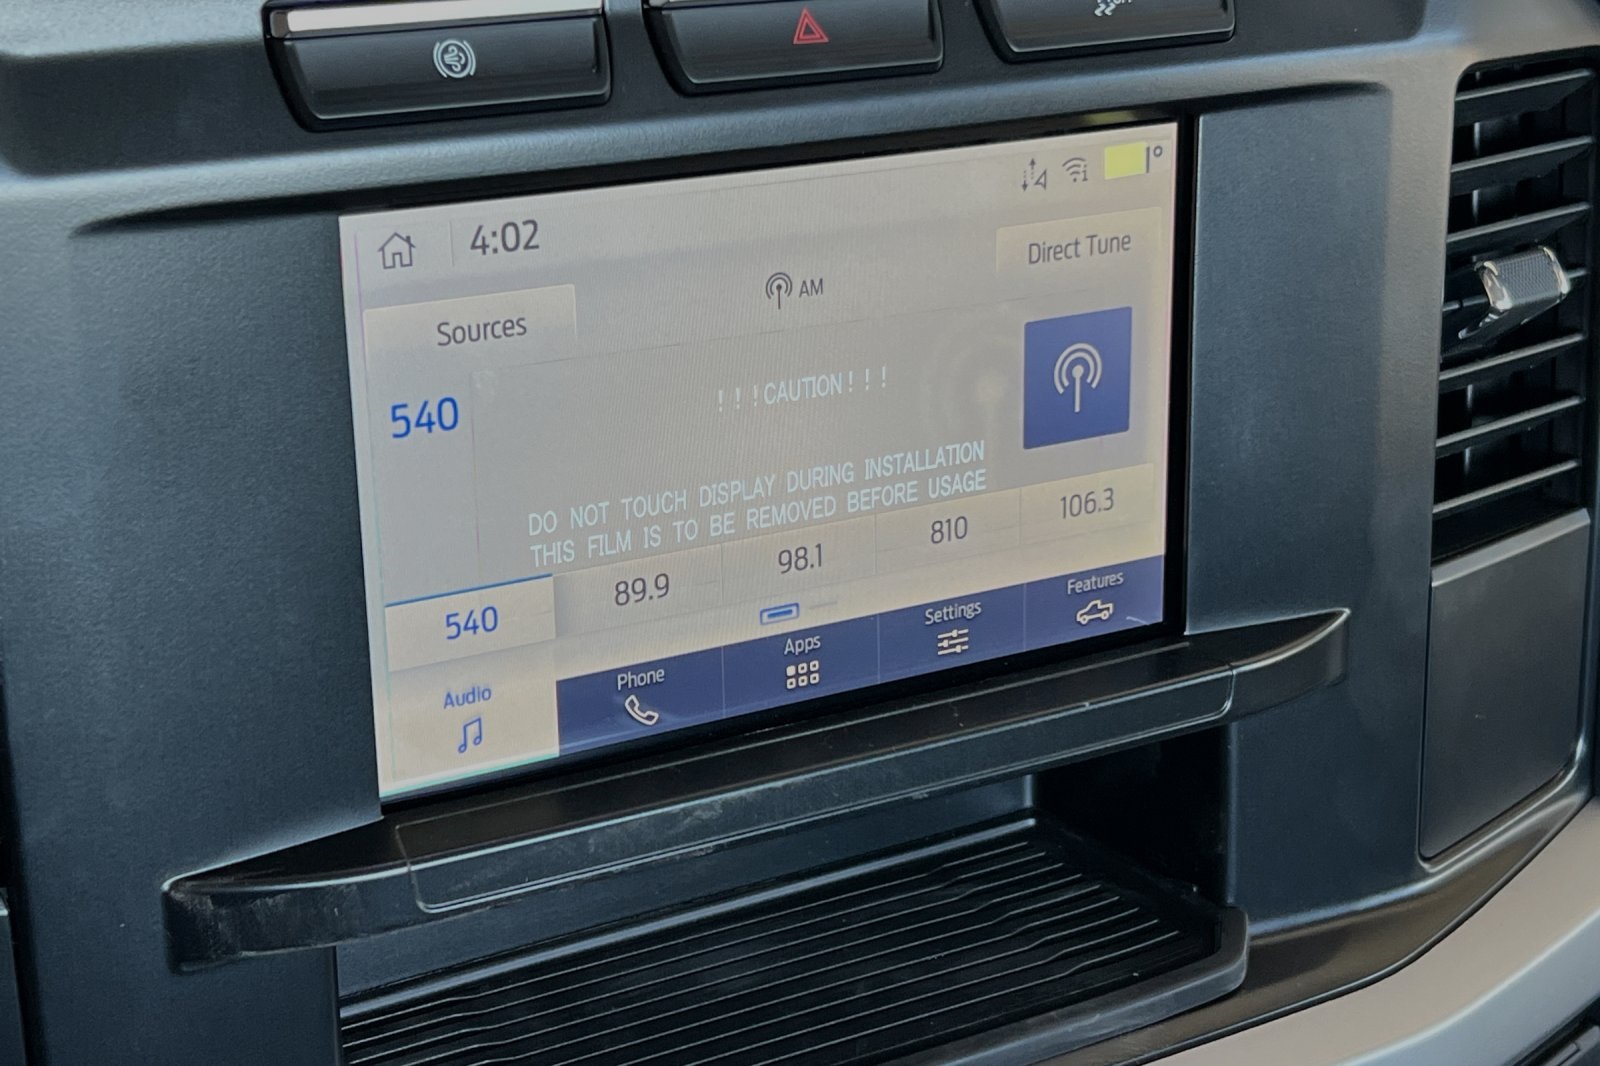 4:02
Direct Tune
AM
Sources
540
!!!CAUTION!!!
DO NOT TOUCH DISPLAY DURING INSTALLATION
THIS FILM IS TO BE REMOVED BEFORE USAGE
540 89.9 98.1 810 106.3
Audio Phone Apps Settings Features